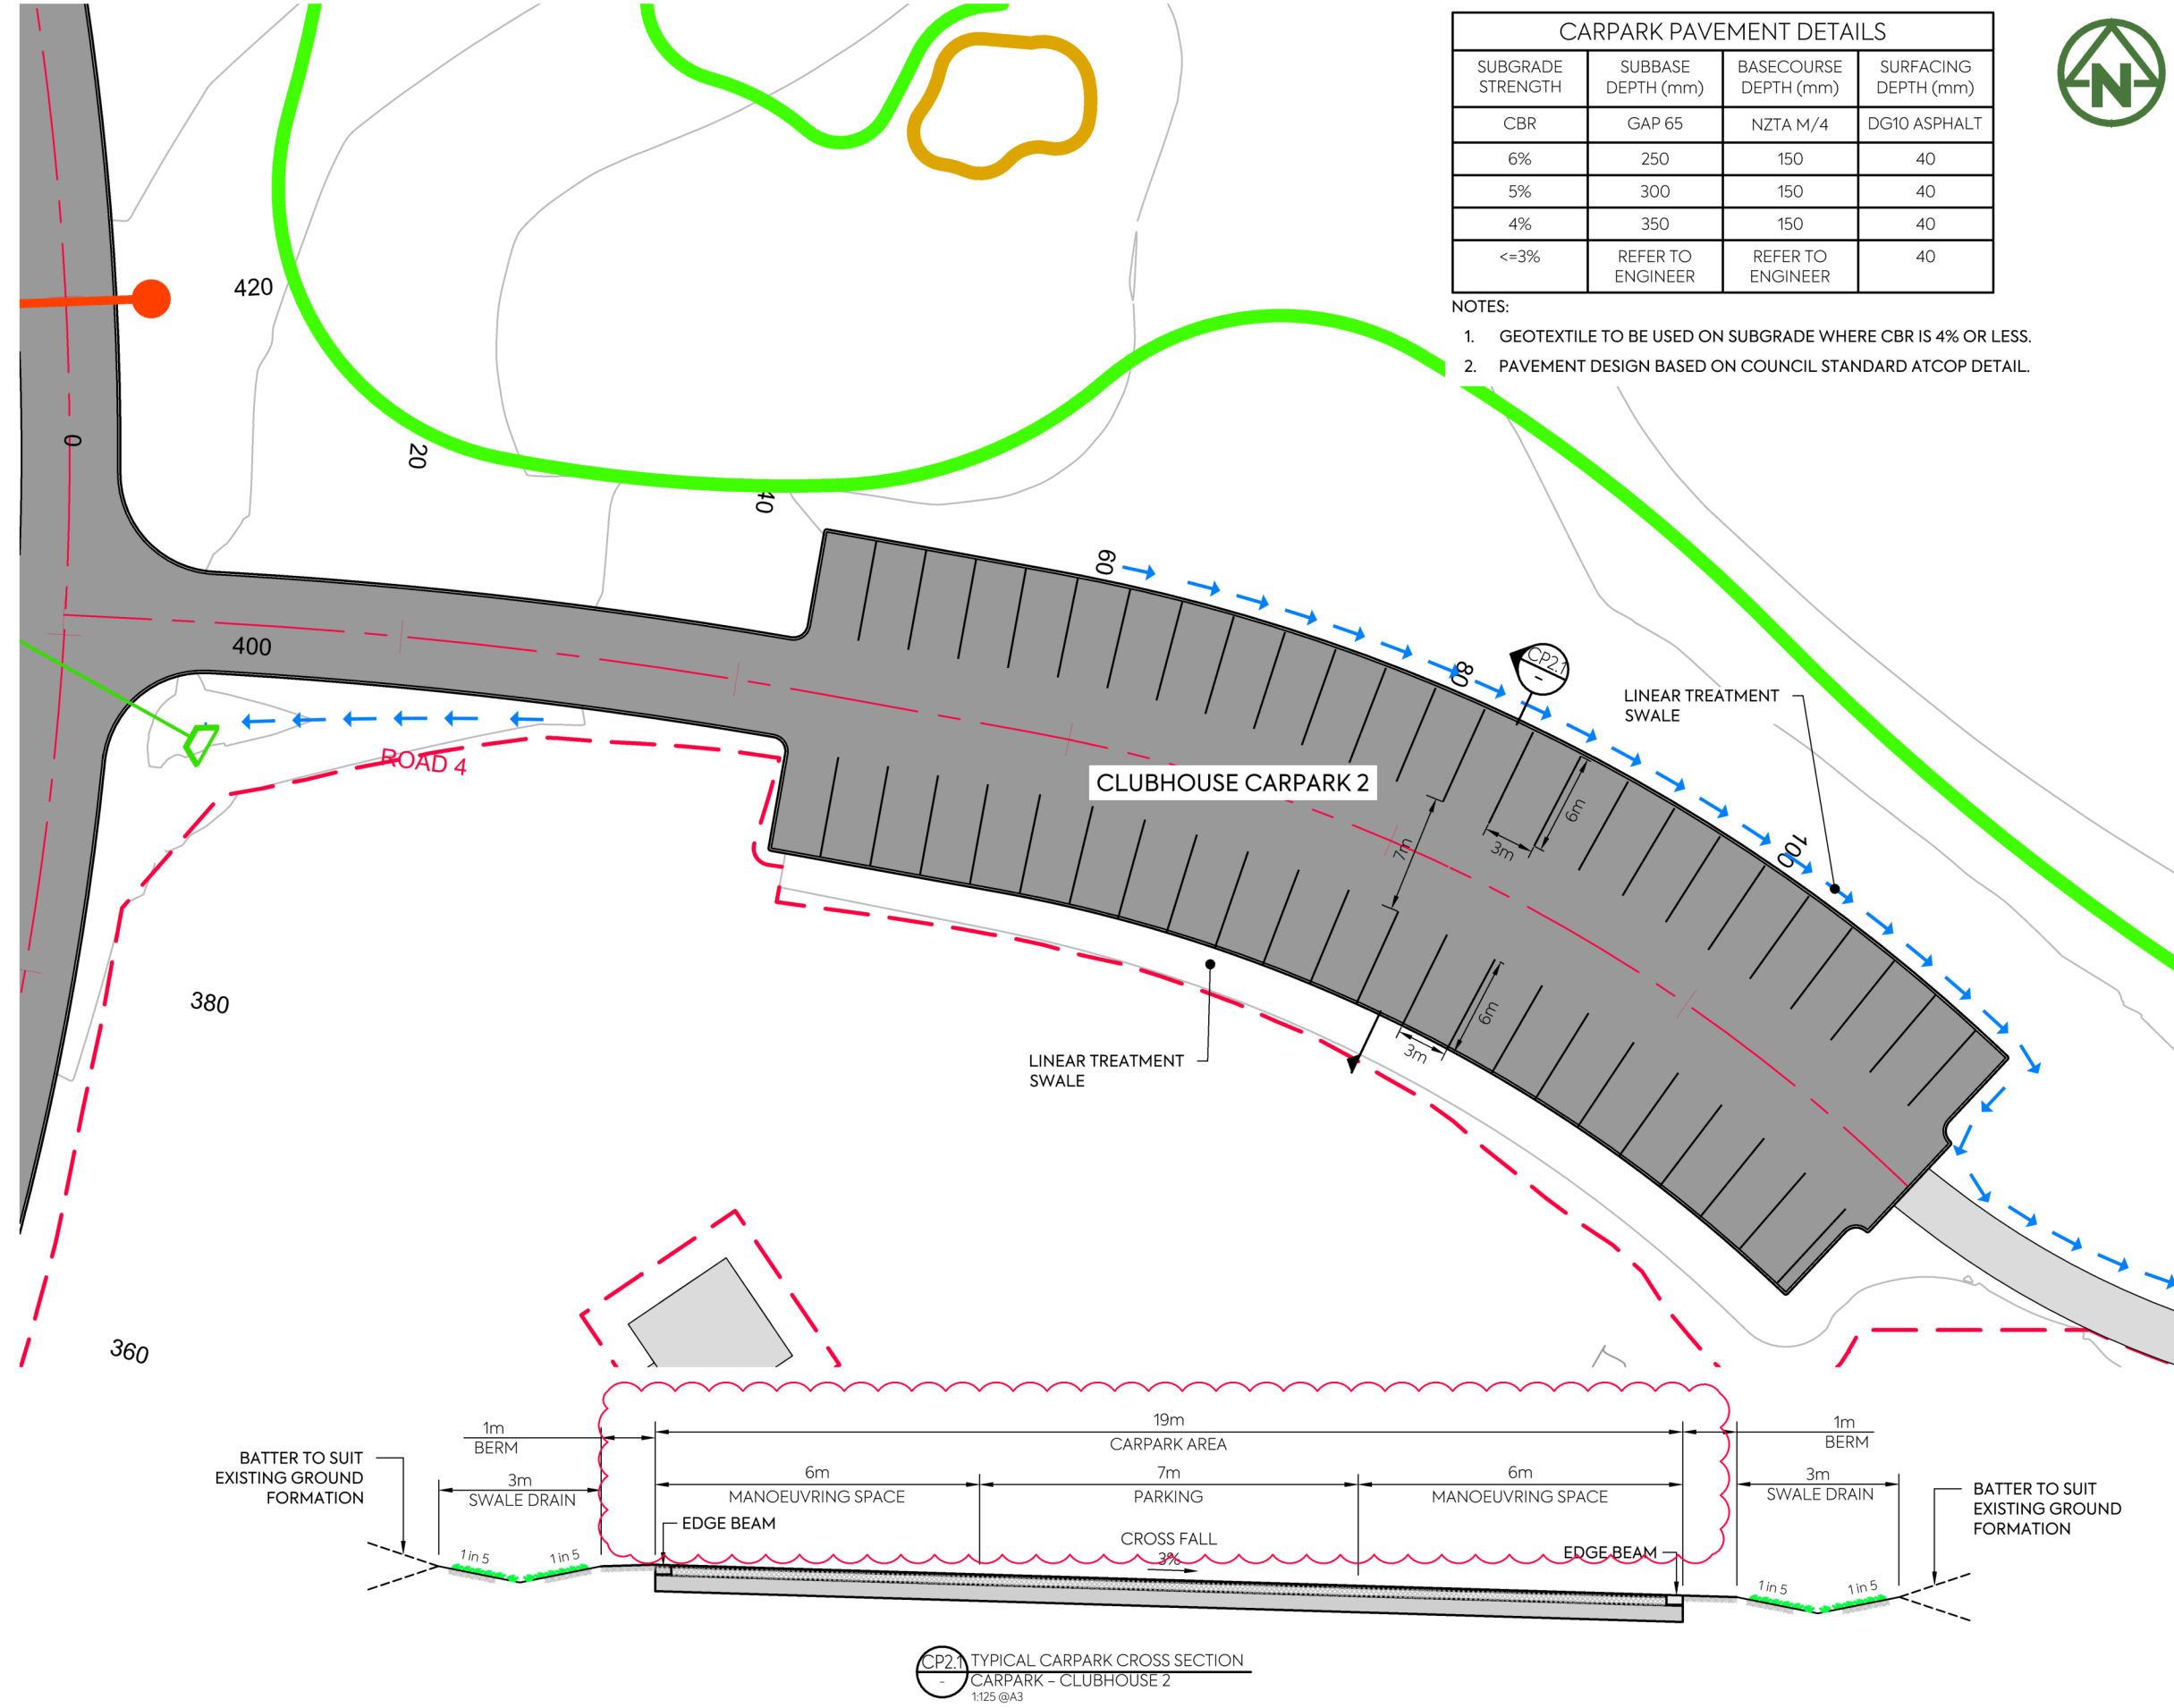 CARPARK PAVEMENT DETAILS
SUBGRADE STRENGTH SUBBASE DEPTH (mm) BASECOURSE DEPTH (mm) SURFACING DEPTH (mm)
CBR GAP 65 NZTA M/4 DG10 ASPHALT
6% 250 150 40
5% 300 150 40
4% 350 150 40
<=3% REFER TO ENGINEER REFER TO ENGINEER 40
NOTES:
1. GEOTEXTILE TO BE USED ON SUBGRADE WHERE CBR IS 4% OR LESS.
2. PAVEMENT DESIGN BASED ON COUNCIL STANDARD ATCOP DETAIL.
N
420
0
20
40
60
80
100
400
380
360
ROAD 4
CP2.1
-
LINEAR TREATMENT
SWALE
CLUBHOUSE CARPARK 2
6m
3m
7m
6m
3m
LINEAR TREATMENT
SWALE
1m
BERM
19m
CARPARK AREA
1m
BERM
BATTER TO SUIT
EXISTING GROUND
FORMATION
3m
SWALE DRAIN
6m
MANOEUVRING SPACE
7m
PARKING
6m
MANOEUVRING SPACE
3m
SWALE DRAIN
BATTER TO SUIT
EXISTING GROUND
FORMATION
EDGE BEAM
CROSS FALL
3%
EDGE BEAM
1 in 5
1 in 5
1 in 5
1 in 5
CP2.1
-
TYPICAL CARPARK CROSS SECTION
CARPARK - CLUBHOUSE 2
1:125 @A3